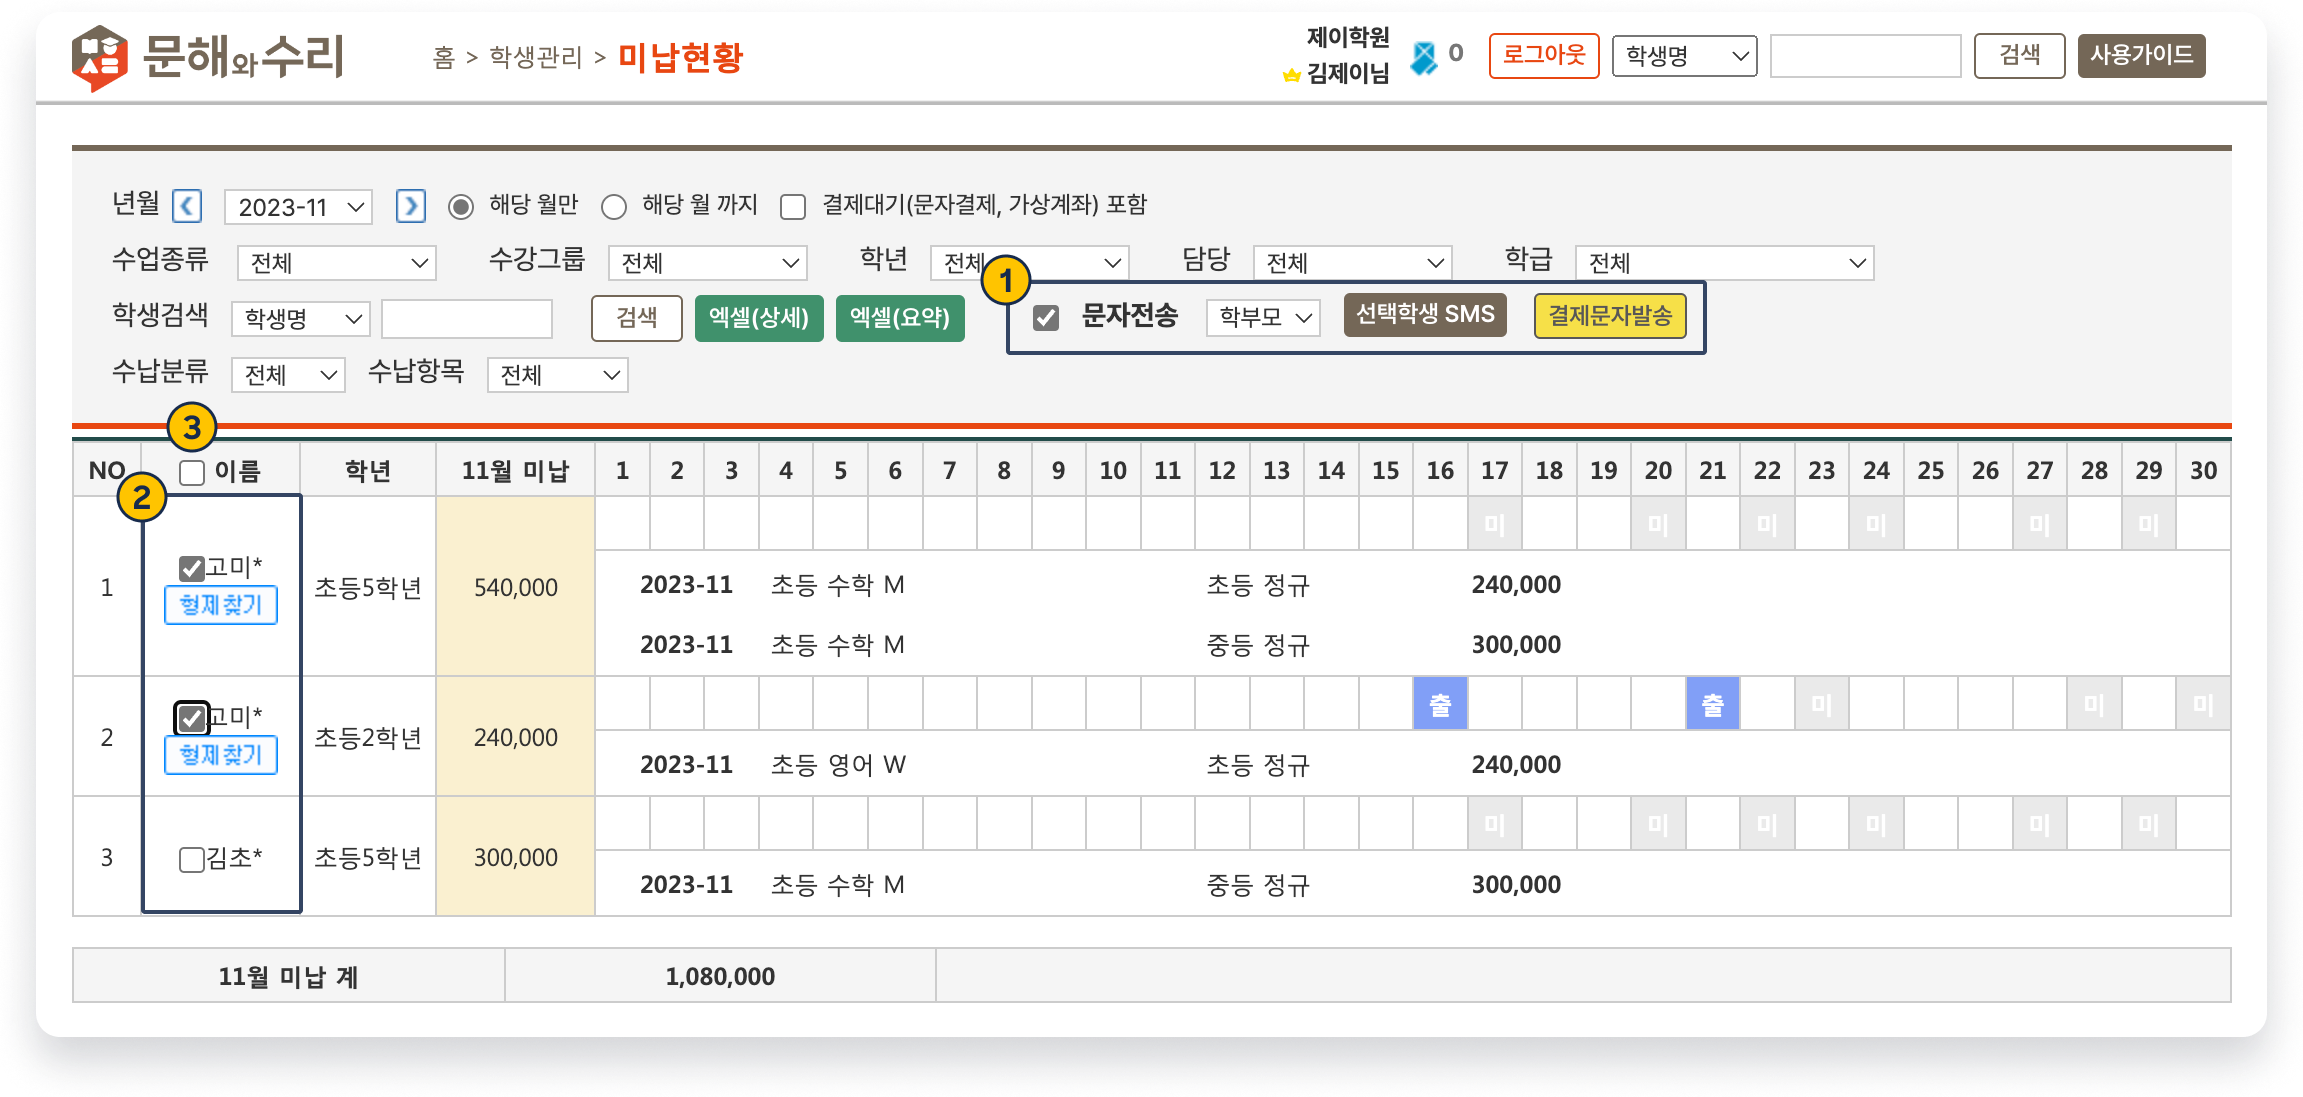 문해와수리
홈 > 학생관리 > 미납현황
제이학원
김제이님
0
로그아웃
학생명
검색
사용가이드
년월 2023-11 해당 월만 해당 월 까지 결제대기(문자결제, 가상계좌) 포함
수업종류 전체 수강그룹 전체 학년 전체 담당 전체 학급 전체
1
학생검색 학생명 검색 엑셀(상세) 엑셀(요약) 문자전송 학부모 선택학생 SMS 결제문자발송
수납분류 전체 수납항목 전체
3
NO 이름 학년 11월 미납 1 2 3 4 5 6 7 8 9 10 11 12 13 14 15 16 17 18 19 20 21 22 23 24 25 26 27 28 29 30
2
미 미 미 미 미 미
1 고미* 형제찾기 초등5학년 540,000
2023-11 초등 수학 M 초등 정규 240,000
2023-11 초등 수학 M 중등 정규 300,000
출 출 미 미 미
2 고미* 형제찾기 초등2학년 240,000
2023-11 초등 영어 W 초등 정규 240,000
미 미 미 미 미 미
3 김초* 초등5학년 300,000
2023-11 초등 수학 M 중등 정규 300,000
11월 미납 계 1,080,000